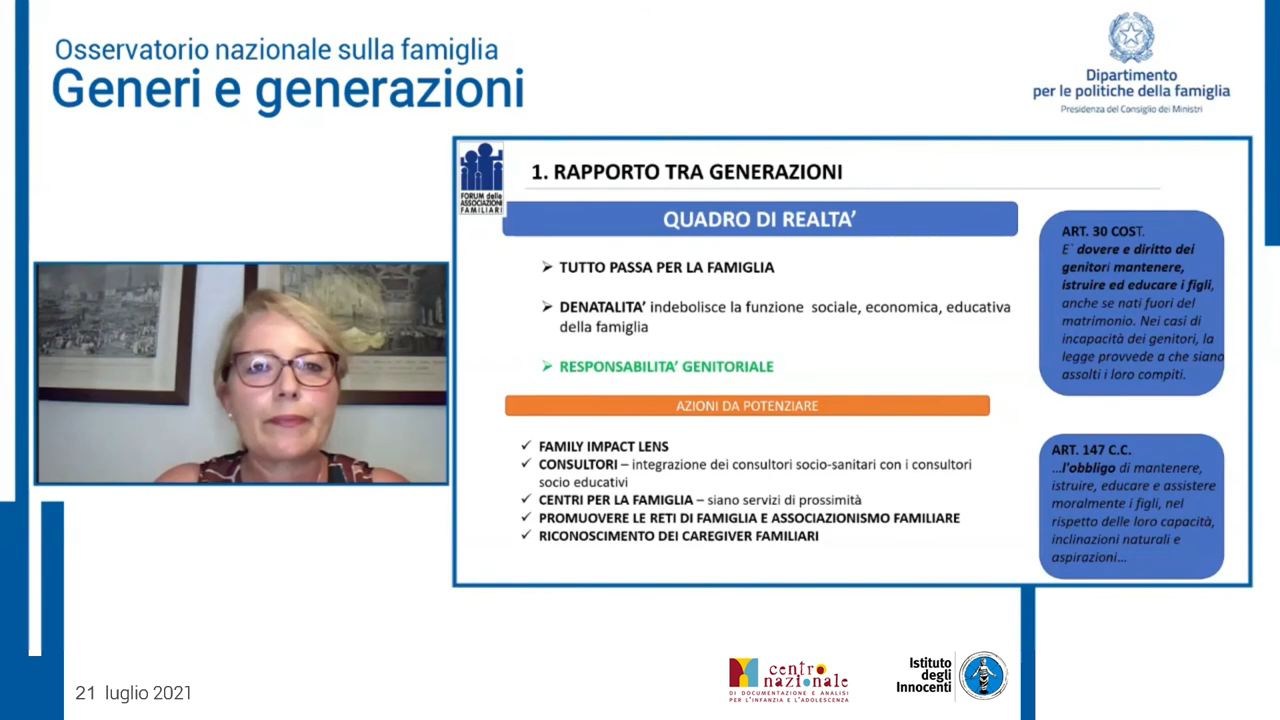 Osservatorio nazionale sulla famiglia
Generi e generazioni
Dipartimento
per le politiche della famiglia
Presidenza del Consiglio dei Ministri
FORUM delle
ASSOCIAZIONI
FAMILIARI
1. RAPPORTO TRA GENERAZIONI
QUADRO DI REALTA'
➢ TUTTO PASSA PER LA FAMIGLIA
➢ DENATALITA' indebolisce la funzione sociale, economica, educativa
della famiglia
➢ RESPONSABILITA' GENITORIALE
AZIONI DA POTENZIARE
✓ FAMILY IMPACT LENS
✓ CONSULTORI – integrazione dei consultori socio-sanitari con i consultori
socio educativi
✓ CENTRI PER LA FAMIGLIA – siano servizi di prossimità
✓ PROMUOVERE LE RETI DI FAMIGLIA E ASSOCIAZIONISMO FAMILIARE
✓ RICONOSCIMENTO DEI CAREGIVER FAMILIARI
ART. 30 COST.
E` dovere e diritto dei
genitori mantenere,
istruire ed educare i figli,
anche se nati fuori del
matrimonio. Nei casi di
incapacità dei genitori, la
legge provvede a che siano
assolti i loro compiti.
ART. 147 C.C.
...l'obbligo di mantenere,
istruire, educare e assistere
moralmente i figli, nel
rispetto delle loro capacità,
inclinazioni naturali e
aspirazioni...
21 luglio 2021
centro
nazionale
DI DOCUMENTAZIONE E ANALISI
PER L'INFANZIA E L'ADOLESCENZA
Istituto
degli
Innocenti